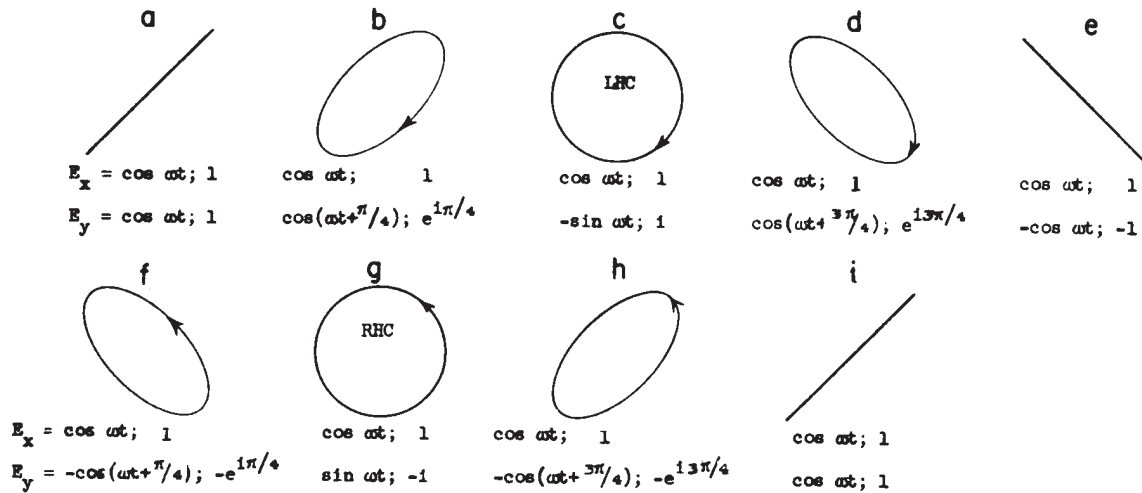 a b c d e
E_x = cos ωt; 1 cos ωt; 1 cos ωt; 1 cos ωt; 1 cos ωt; 1
E_y = cos ωt; 1 cos(ωt+π/4); e^{iπ/4} -sin ωt; i cos(ωt+3π/4); e^{i3π/4} -cos ωt; -1
LHC
f g h i
RHC
E_x = cos ωt; 1 cos ωt; 1 cos ωt; 1 cos ωt; 1
E_y = -cos(ωt+π/4); -e^{iπ/4} sin ωt; -i -cos(ωt+3π/4); -e^{i3π/4} cos ωt; 1